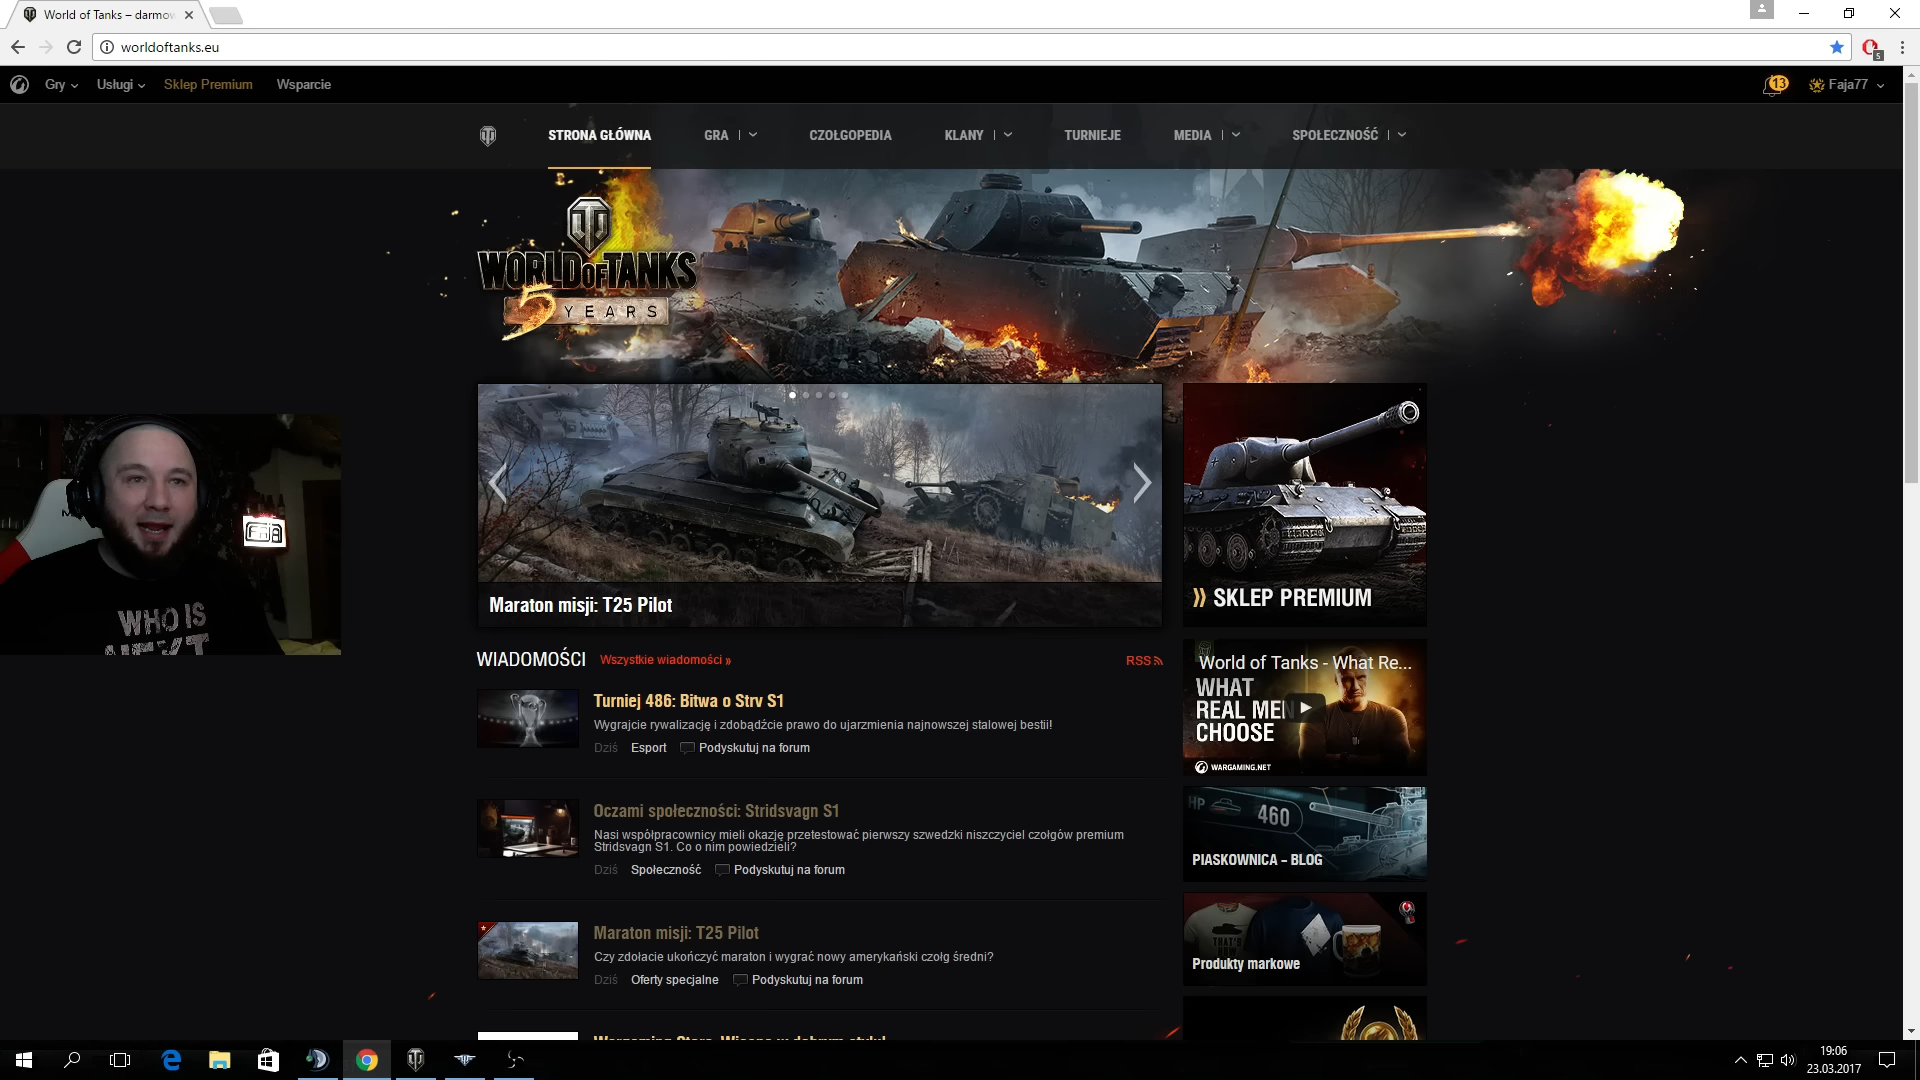 World of Tanks – darmow
worldoftanks.eu
5
Gry
Usługi
Sklep Premium
Wsparcie
13
Faja77
STRONA GŁÓWNA
GRA
CZOŁGOPEDIA
KLANY
TURNIEJE
MEDIA
SPOŁECZNOŚĆ
WORLD OF TANKS
5 YEARS
WHO IS
NEXT
Maraton misji: T25 Pilot
SKLEP PREMIUM
WIADOMOŚCI
Wszystkie wiadomości »
RSS
Turniej 486: Bitwa o Strv S1
Wygrajcie rywalizację i zdobądźcie prawo do ujarzmienia najnowszej stalowej bestii!
Dziś
Esport
Podyskutuj na forum
Oczami społeczności: Stridsvagn S1
Nasi współpracownicy mieli okazję przetestować pierwszy szwedzki niszczyciel czołgów premium
Stridsvagn S1. Co o nim powiedzieli?
Dziś
Społeczność
Podyskutuj na forum
Maraton misji: T25 Pilot
Czy zdołacie ukończyć maraton i wygrać nowy amerykański czołg średni?
Dziś
Oferty specjalne
Podyskutuj na forum
World of Tanks - What Re...
WHAT
REAL MEN
CHOOSE
WARGAMING.NET
HP
460
PIASKOWNICA – BLOG
THAT'S
Produkty markowe
19:06
23.03.2017